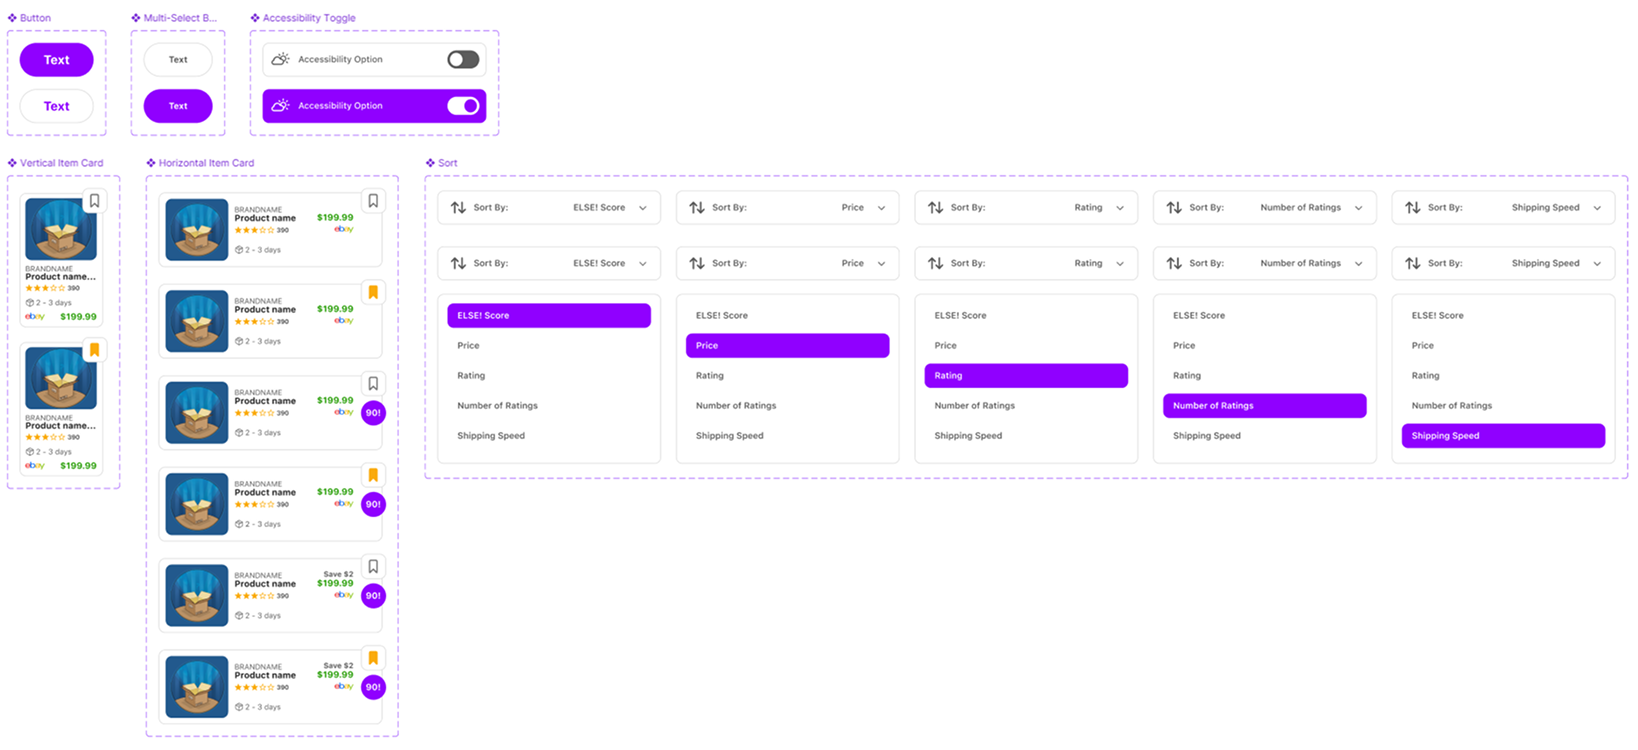 Button
Text
Text
Multi-Select B...
Text
Text
Accessibility Toggle
Accessibility Option
Accessibility Option
Vertical Item Card
BRANDNAME
Product name...
390
2 - 3 days
ebay $199.99
BRANDNAME
Product name...
390
2 - 3 days
ebay $199.99
Horizontal Item Card
BRANDNAME
Product name $199.99
390 ebay
2 - 3 days
BRANDNAME
Product name $199.99
390 ebay
2 - 3 days
BRANDNAME
Product name $199.99
390 ebay 90!
2 - 3 days
BRANDNAME
Product name $199.99
390 ebay 90!
2 - 3 days
BRANDNAME Save $2
Product name $199.99
390 ebay 90!
2 - 3 days
BRANDNAME Save $2
Product name $199.99
390 ebay 90!
2 - 3 days
Sort
Sort By: ELSE! Score
Sort By: Price
Sort By: Rating
Sort By: Number of Ratings
Sort By: Shipping Speed
Sort By: ELSE! Score
ELSE! Score
Price
Rating
Number of Ratings
Shipping Speed
Sort By: Price
ELSE! Score
Price
Rating
Number of Ratings
Shipping Speed
Sort By: Rating
ELSE! Score
Price
Rating
Number of Ratings
Shipping Speed
Sort By: Number of Ratings
ELSE! Score
Price
Rating
Number of Ratings
Shipping Speed
Sort By: Shipping Speed
ELSE! Score
Price
Rating
Number of Ratings
Shipping Speed